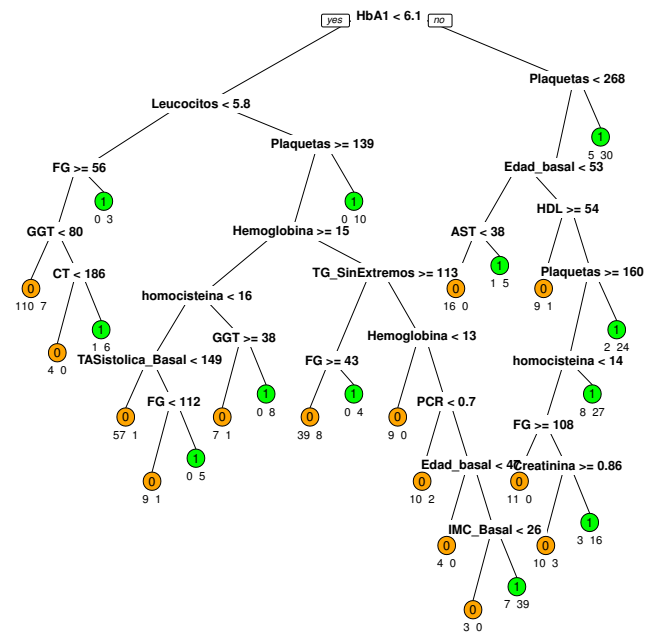 yes HbA1 < 6.1 no
Plaquetas < 268
Leucocitos < 5.8
1
5 30
Plaquetas >= 139
FG >= 56
Edad_basal < 53
1
0 3
1
0 10
HDL >= 54
GGT < 80
Hemoglobina >= 15
AST < 38
CT < 186
TG_SinExtremos >= 113
1
1 5
Plaquetas >= 160
0
110 7
homocisteina < 16
0
16 0
0
9 1
1
1 6
GGT >= 38
Hemoglobina < 13
1
2 24
0
4 0
TASistolica_Basal < 149
FG >= 43
homocisteina < 14
1
0 8
1
0 4
1
8 27
FG < 112
PCR < 0.7
0
57 1
0
7 1
0
39 8
0
9 0
FG >= 108
1
0 5
Edad_basal < 47
Creatinina >= 0.86
0
9 1
0
10 2
0
11 0
1
3 16
IMC_Basal < 26
0
4 0
0
10 3
1
7 39
0
3 0